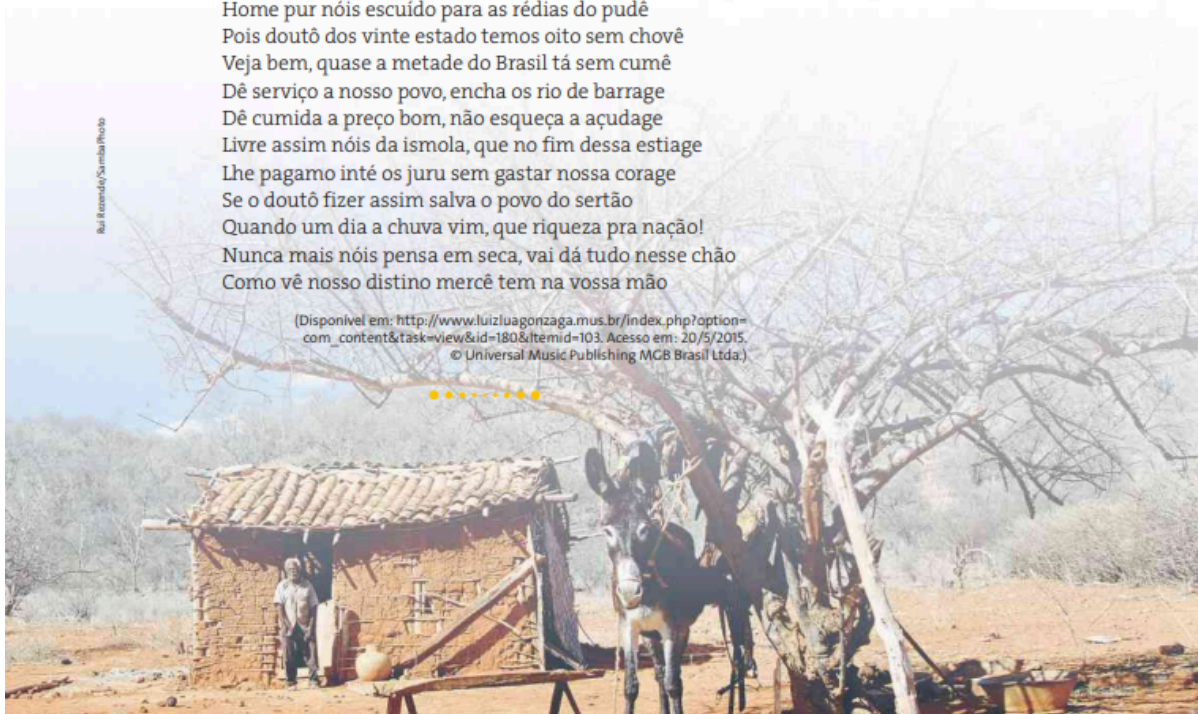 Home pur nóis escuído para as rédias do pudê
Pois doutô dos vinte estado temos oito sem chovê
Veja bem, quase a metade do Brasil tá sem cumê
Dê serviço a nosso povo, encha os rio de barrage
Dê cumida a preço bom, não esqueça a açudage
Livre assim nóis da ismola, que no fim dessa estiage
Lhe pagamo inté os juru sem gastar nossa corage
Se o doutô fizer assim salva o povo do sertão
Quando um dia a chuva vim, que riqueza pra nação!
Nunca mais nóis pensa em seca, vai dá tudo nesse chão
Como vê nosso distino mercê tem na vossa mão
(Disponível em: http://www.luizluagonzaga.mus.br/index.php?option=
com_content&task=view&id=180&Itemid=103. Acesso em: 20/5/2015.
© Universal Music Publishing MGB Brasil Ltda.)
Rui Rezende/SambaPhoto